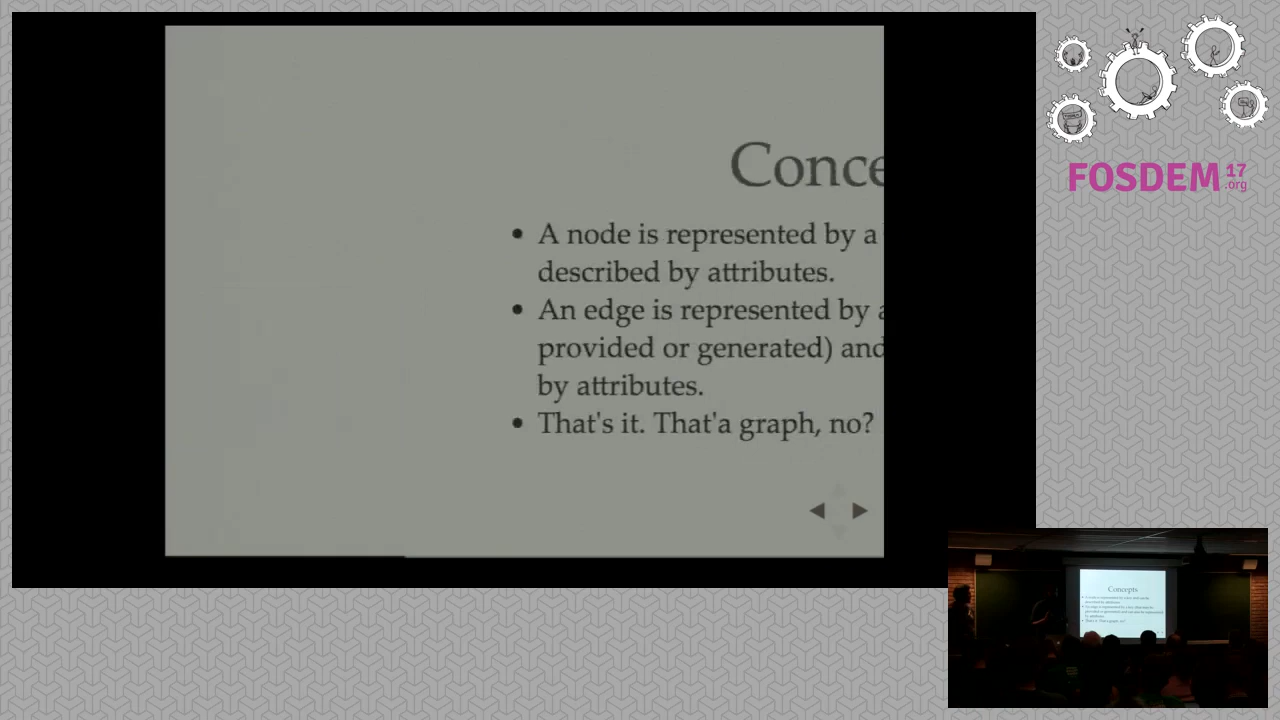 Conce
• A node is represented by a
described by attributes.
• An edge is represented by a
provided or generated) and
by attributes.
• That's it. That'a graph, no?
FOSDEM 17
.org
Concepts